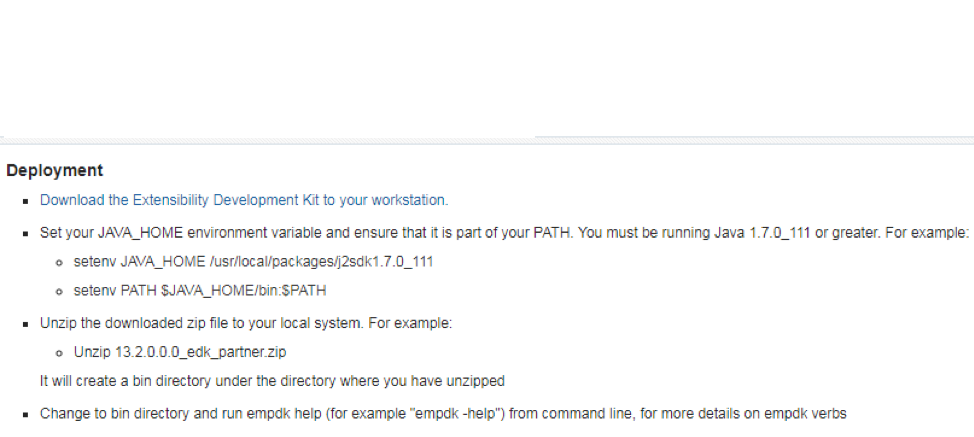 Deployment
Download the Extensibility Development Kit to your workstation.
Set your JAVA_HOME environment variable and ensure that it is part of your PATH. You must be running Java 1.7.0_111 or greater. For example:
setenv JAVA_HOME /usr/local/packages/j2sdk1.7.0_111
setenv PATH $JAVA_HOME/bin:$PATH
Unzip the downloaded zip file to your local system. For example:
Unzip 13.2.0.0.0_edk_partner.zip
It will create a bin directory under the directory where you have unzipped
Change to bin directory and run empdk help (for example "empdk -help") from command line, for more details on empdk verbs